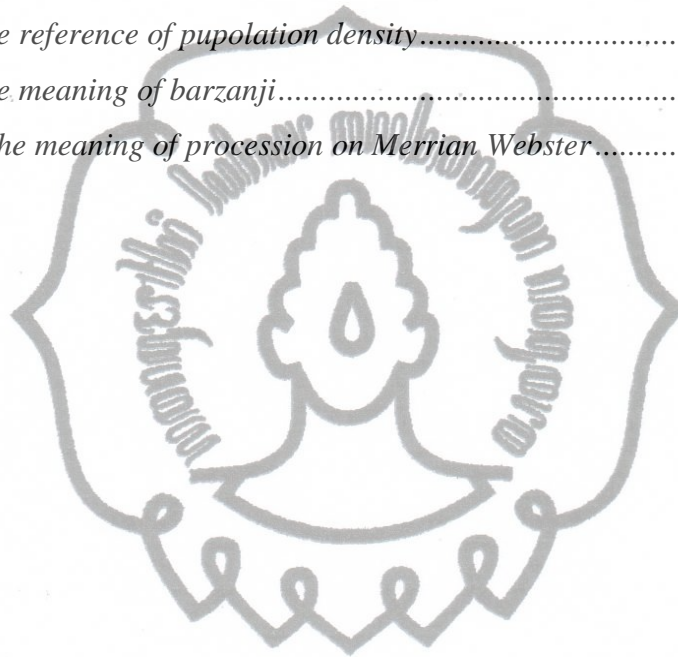 e reference of pupolation density...................................
e meaning of barzanji.......................................................
he meaning of procession on Merrian Webster..........